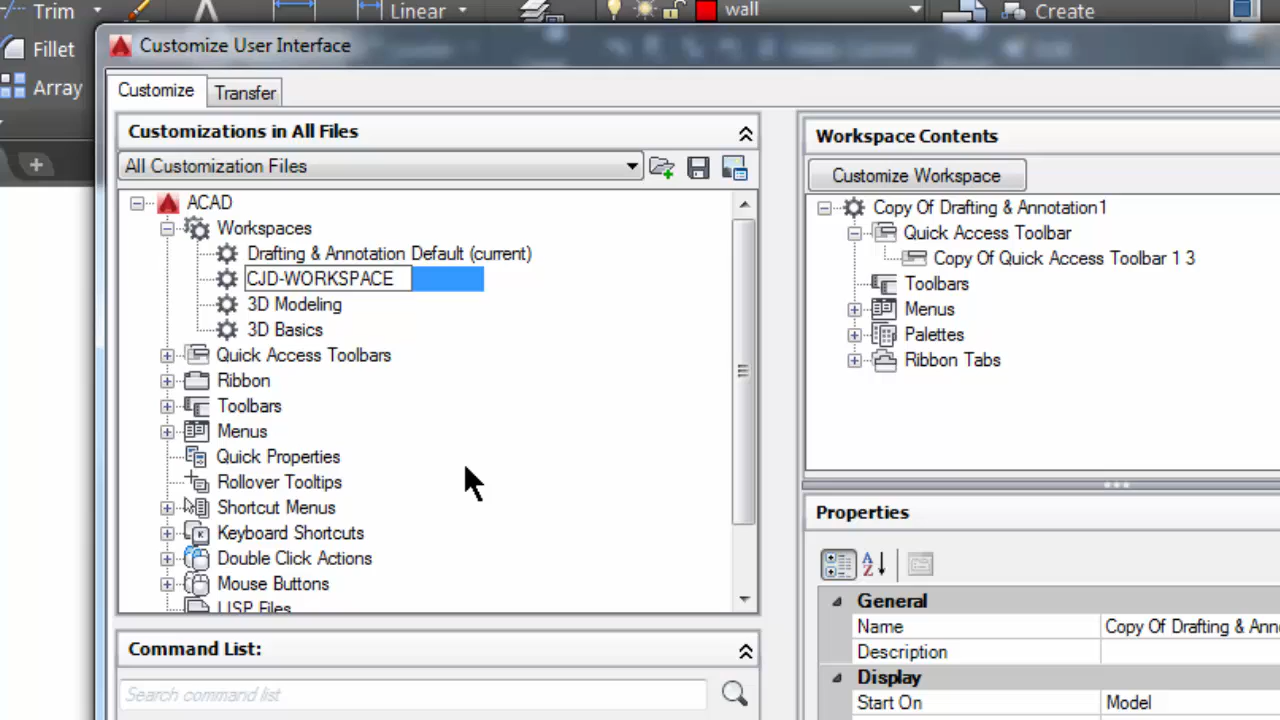 Trim
Linear
wall
Create
Fillet
Array
Customize User Interface
Customize
Transfer
Customizations in All Files
All Customization Files
ACAD
Workspaces
Drafting & Annotation Default (current)
CJD-WORKSPACE
3D Modeling
3D Basics
Quick Access Toolbars
Ribbon
Toolbars
Menus
Quick Properties
Rollover Tooltips
Shortcut Menus
Keyboard Shortcuts
Double Click Actions
Mouse Buttons
LISP Files
Command List:
Search command list
Workspace Contents
Customize Workspace
Copy Of Drafting & Annotation1
Quick Access Toolbar
Copy Of Quick Access Toolbar 1 3
Toolbars
Menus
Palettes
Ribbon Tabs
Properties
General
Name Copy Of Drafting & Ann
Description
Display
Start On Model